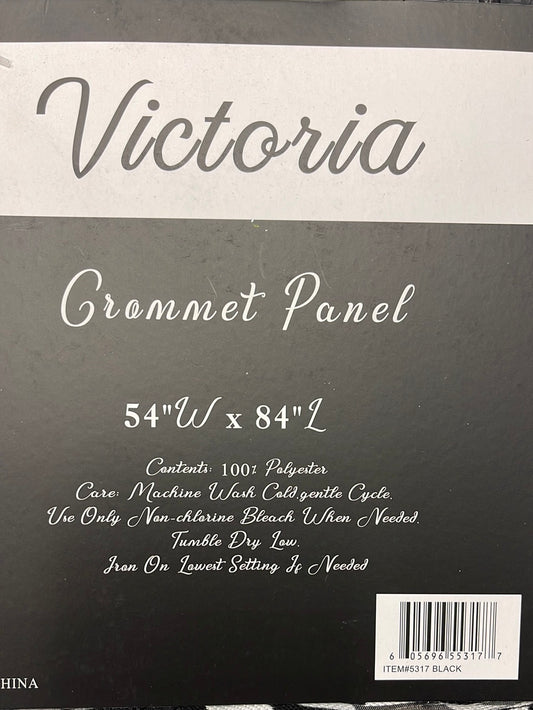 Victoria
Grommet Panel
54"W x 84"L
Contents: 100% Polyester
Care: Machine Wash Cold,gentle Cycle.
Use Only Non-chlorine Bleach When Needed.
Tumble Dry Low.
Iron On Lowest Setting If Needed
6 05696 55317 7
ITEM#5317 BLACK
HINA